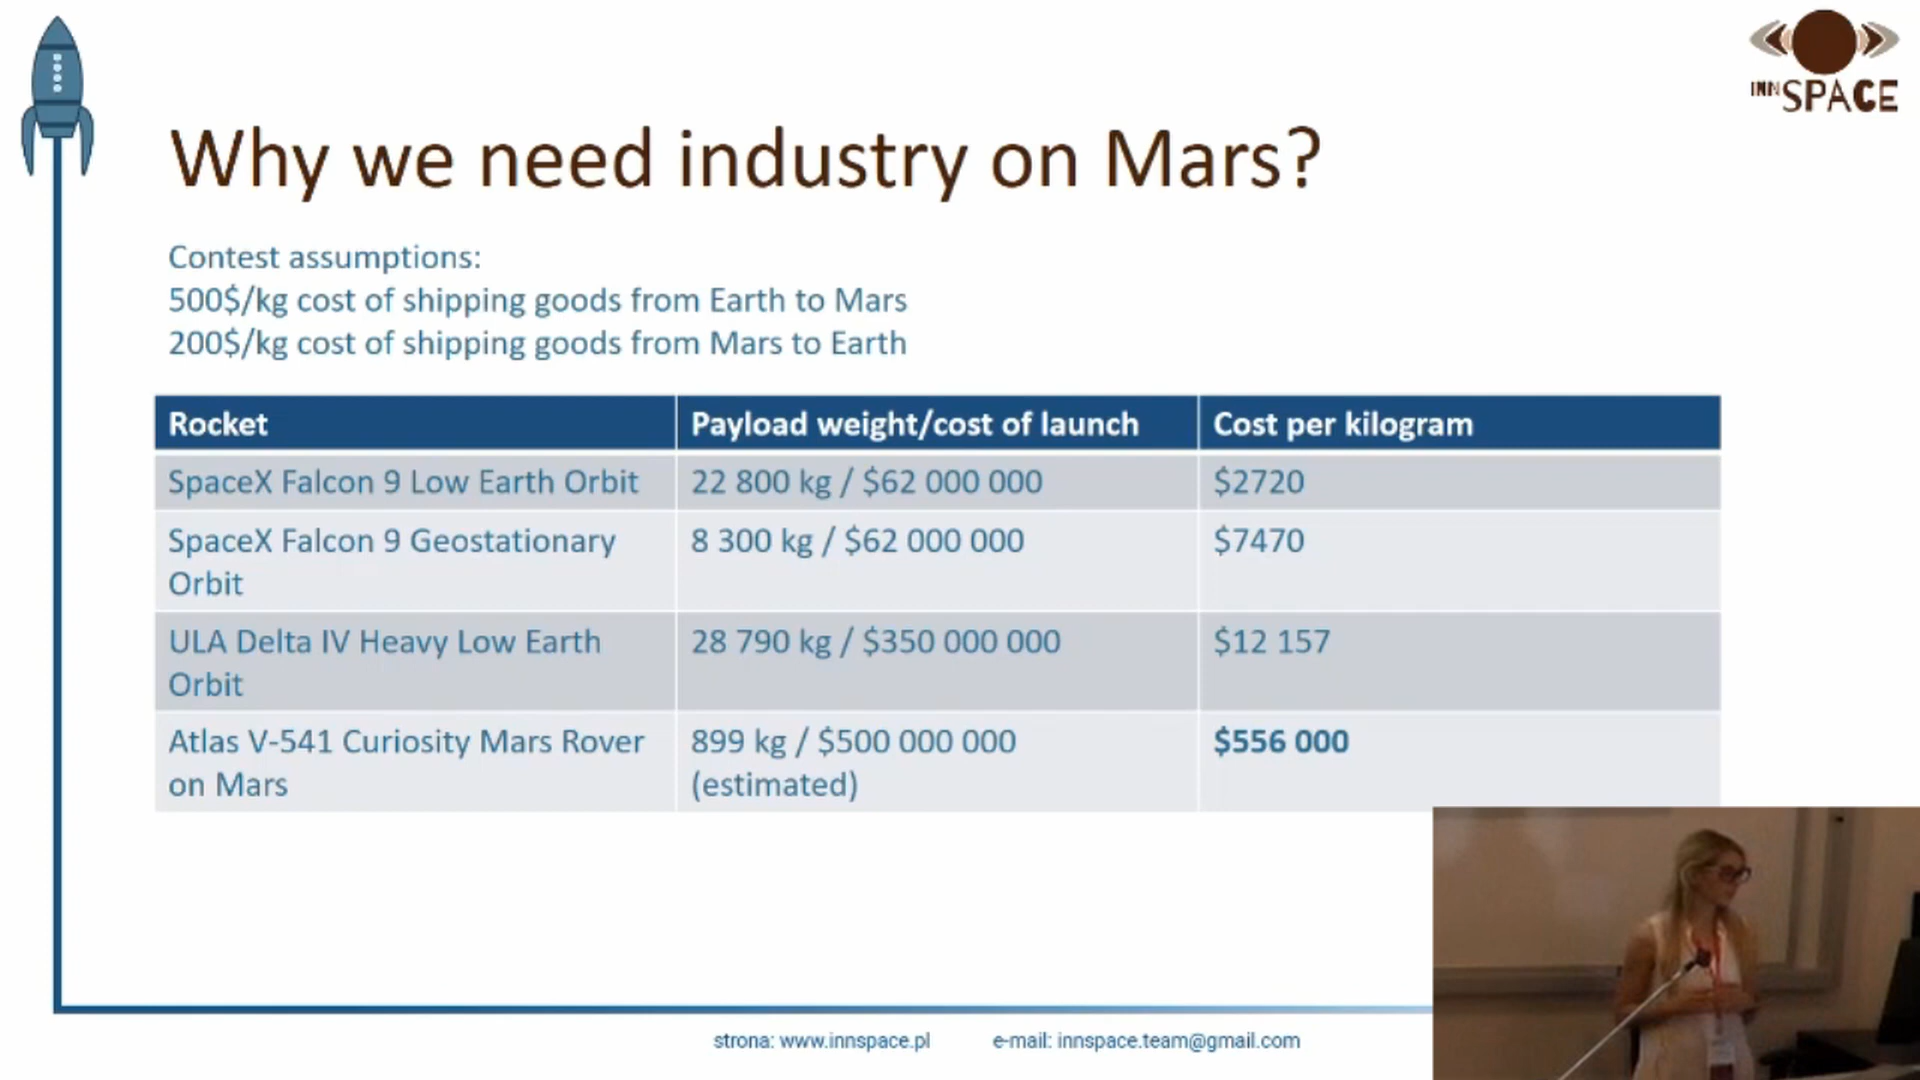 INNSPACE
Why we need industry on Mars?
Contest assumptions:
500$/kg cost of shipping goods from Earth to Mars
200$/kg cost of shipping goods from Mars to Earth
Rocket Payload weight/cost of launch Cost per kilogram
SpaceX Falcon 9 Low Earth Orbit 22 800 kg / $62 000 000 $2720
SpaceX Falcon 9 Geostationary 8 300 kg / $62 000 000 $7470
Orbit
ULA Delta IV Heavy Low Earth 28 790 kg / $350 000 000 $12 157
Orbit
Atlas V-541 Curiosity Mars Rover 899 kg / $500 000 000 $556 000
on Mars (estimated)
strona: www.innspace.pl e-mail: innspace.team@gmail.com